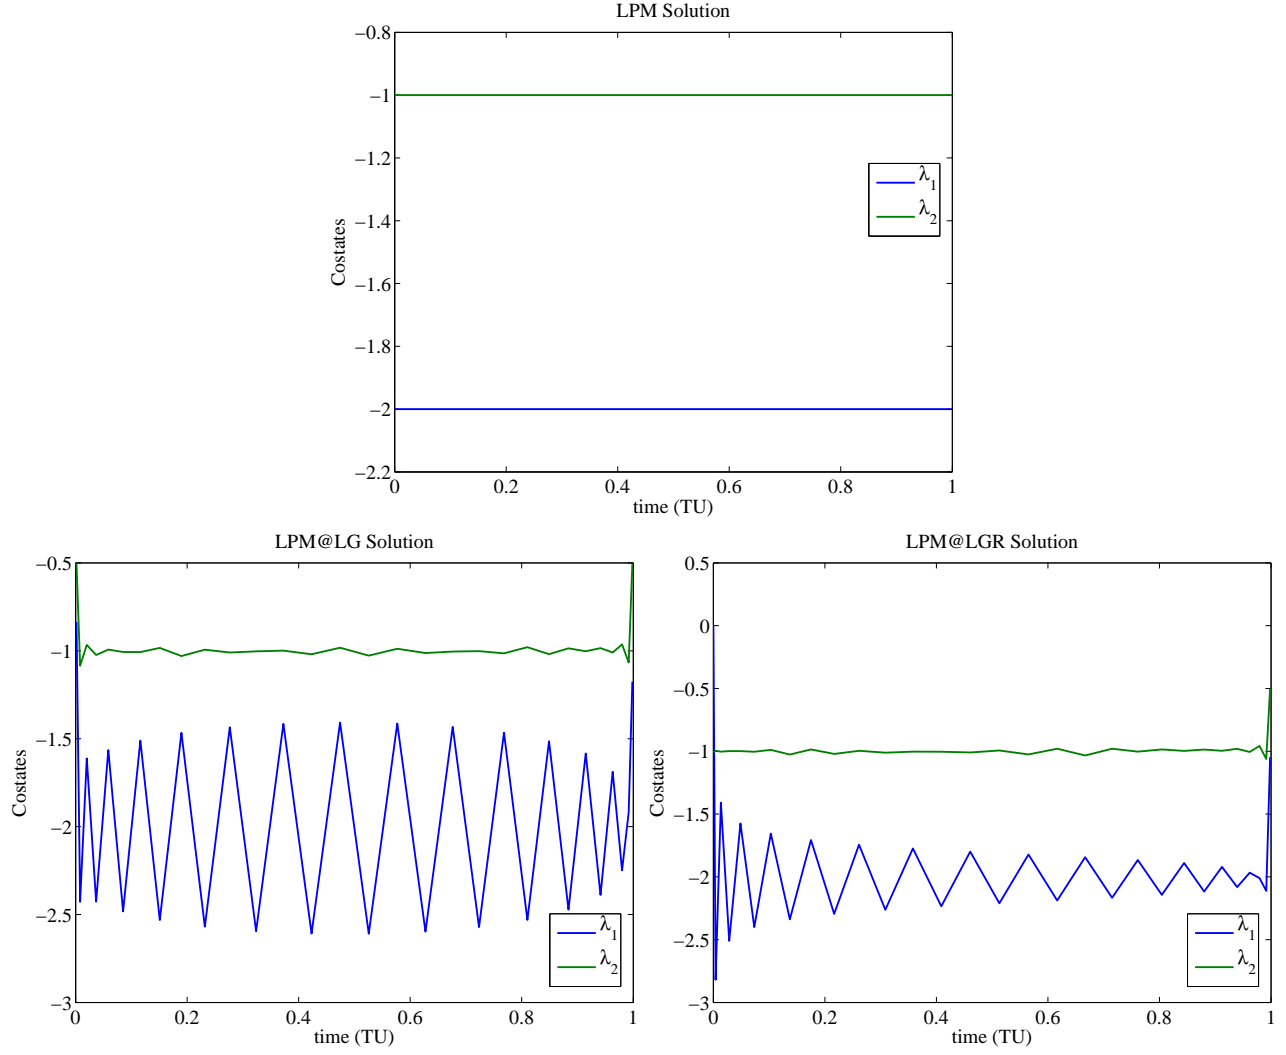 LPM Solution
−0.8
−1
−1.2
−1.4
−1.6
−1.8
−2
−2.2
Costates
λ1
λ2
0 0.2 0.4 0.6 0.8 1
time (TU)
LPM@LG Solution
−0.5
−1
−1.5
−2
−2.5
−3
Costates
λ1
λ2
0 0.2 0.4 0.6 0.8 1
time (TU)
LPM@LGR Solution
0.5
0
−0.5
−1
−1.5
−2
−2.5
−3
Costates
λ1
λ2
0 0.2 0.4 0.6 0.8 1
time (TU)